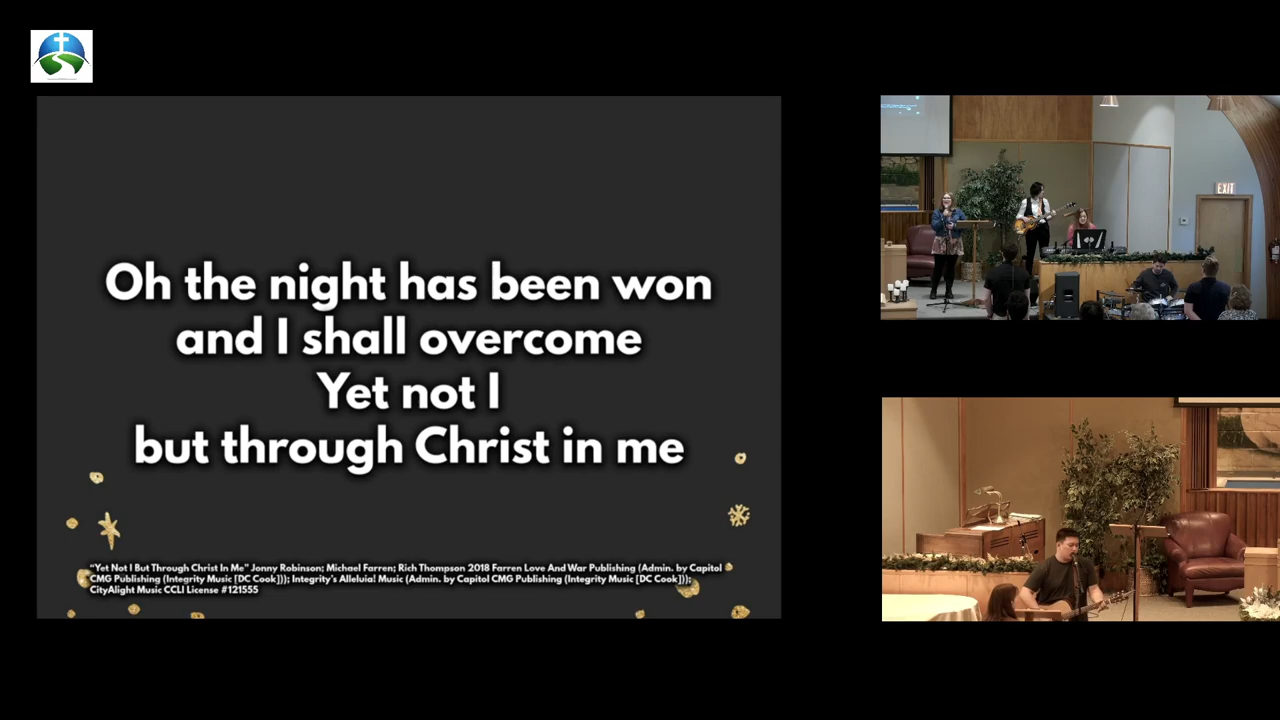 Oh the night has been won
and I shall overcome
Yet not I
but through Christ in me
"Yet Not I But Through Christ In Me" Jonny Robinson; Michael Farren; Rich Thompson 2018 Farren Love And War Publishing (Admin. by Capitol
CMG Publishing (Integrity Music [DC Cook])); Integrity's Alleluia! Music (Admin. by Capitol CMG Publishing (Integrity Music [DC Cook]));
CityAlight Music CCLI License #121555
EXIT